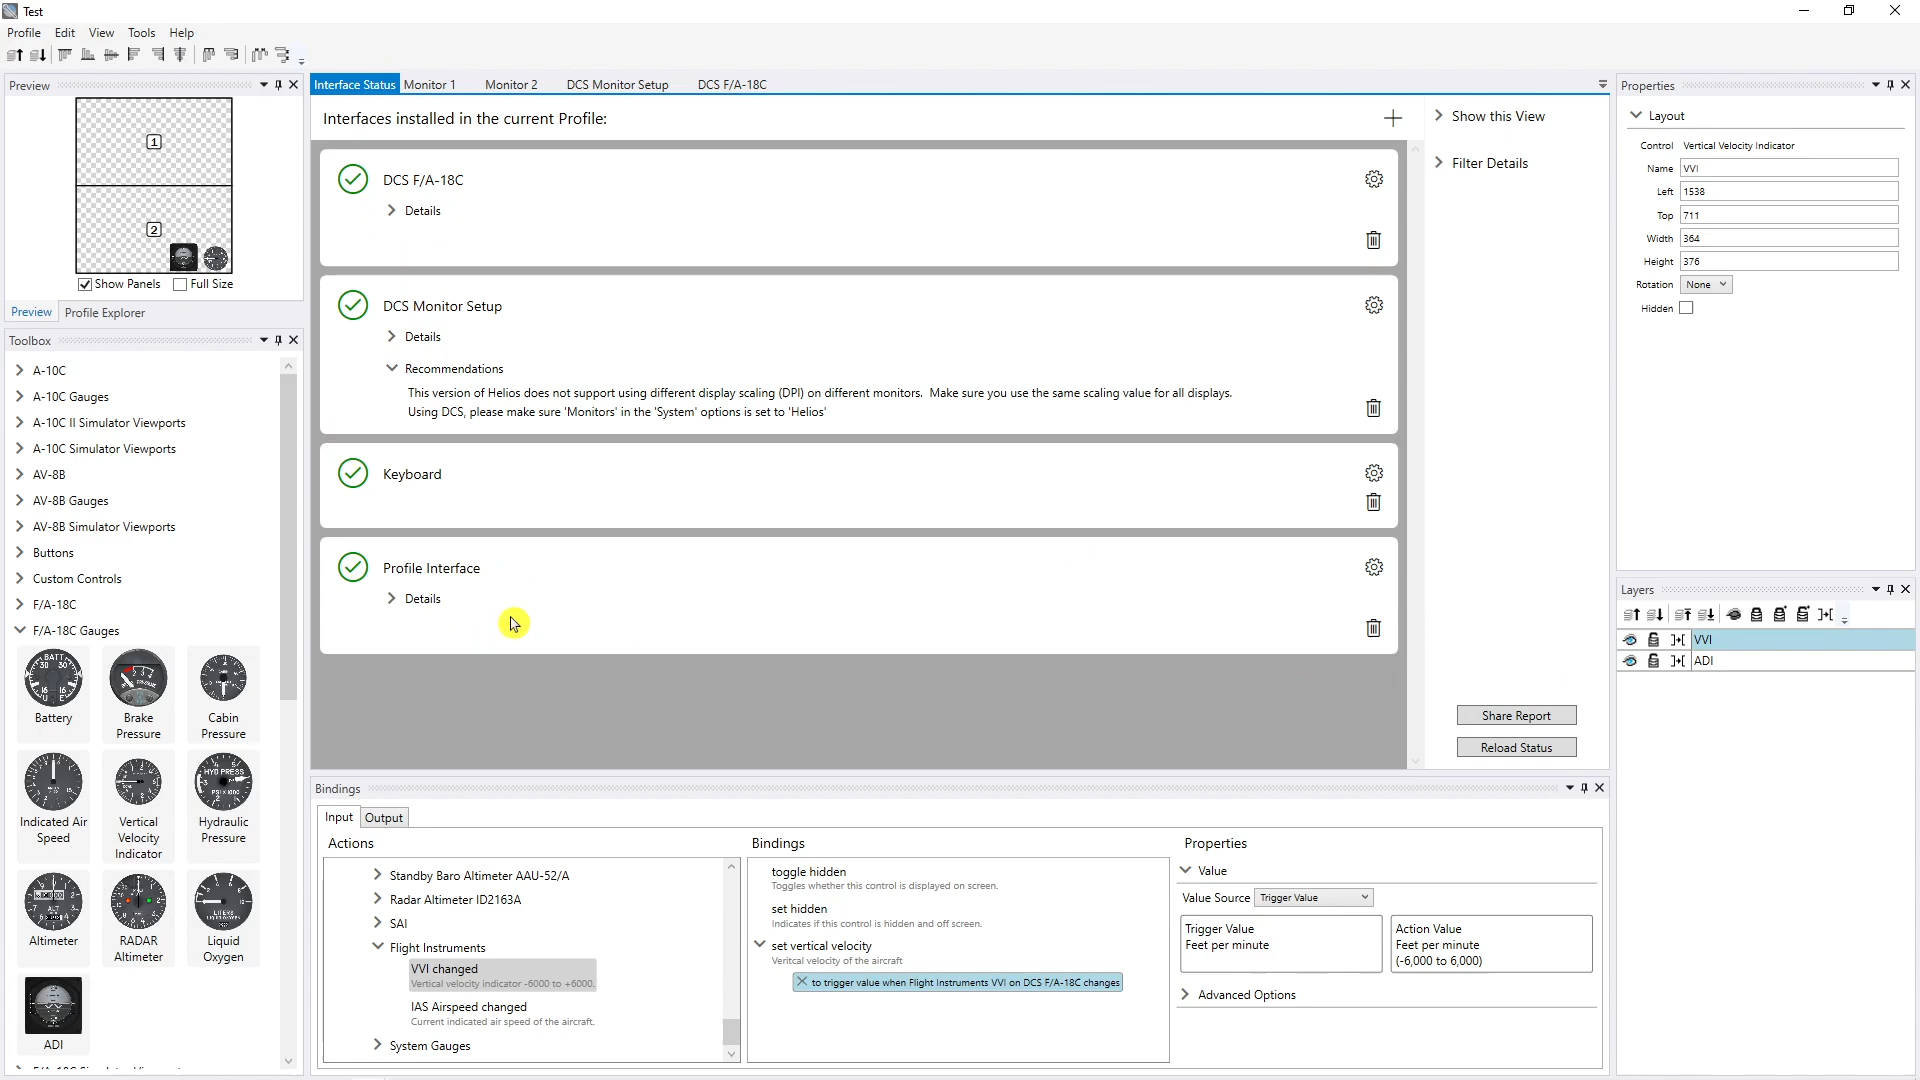 Test
Profile Edit View Tools Help
Preview
1
2
Show Panels Full Size
Preview Profile Explorer
Toolbox
A-10C
A-10C Gauges
A-10C II Simulator Viewports
A-10C Simulator Viewports
AV-8B
AV-8B Gauges
AV-8B Simulator Viewports
Buttons
Custom Controls
F/A-18C
F/A-18C Gauges
Battery
Brake Pressure
Cabin Pressure
Indicated Air Speed
Vertical Velocity Indicator
Hydraulic Pressure
Altimeter
RADAR Altimeter
Liquid Oxygen
ADI
Interface Status Monitor 1 Monitor 2 DCS Monitor Setup DCS F/A-18C
Interfaces installed in the current Profile:
DCS F/A-18C
Details
DCS Monitor Setup
Details
Recommendations
This version of Helios does not support using different display scaling (DPI) on different monitors. Make sure you use the same scaling value for all displays.
Using DCS, please make sure 'Monitors' in the 'System' options is set to 'Helios'
Keyboard
Profile Interface
Details
Show this View
Filter Details
Share Report
Reload Status
Bindings
Input Output
Actions
Standby Baro Altimeter AAU-52/A
Radar Altimeter ID2163A
SAI
Flight Instruments
VVI changed
Vertical velocity indicator -6000 to +6000.
IAS Airspeed changed
Current indicated air speed of the aircraft.
System Gauges
Bindings
toggle hidden
Toggles whether this control is displayed on screen.
set hidden
Indicates if this control is hidden and off screen.
set vertical velocity
Veritcal velocity of the aircraft
to trigger value when Flight Instruments VVI on DCS F/A-18C changes
Properties
Value
Value Source Trigger Value
Trigger Value
Feet per minute
Action Value
Feet per minute
(-6,000 to 6,000)
Advanced Options
Properties
Layout
Control Vertical Velocity Indicator
Name VVI
Left 1538
Top 711
Width 364
Height 376
Rotation None
Hidden
Layers
VVI
ADI